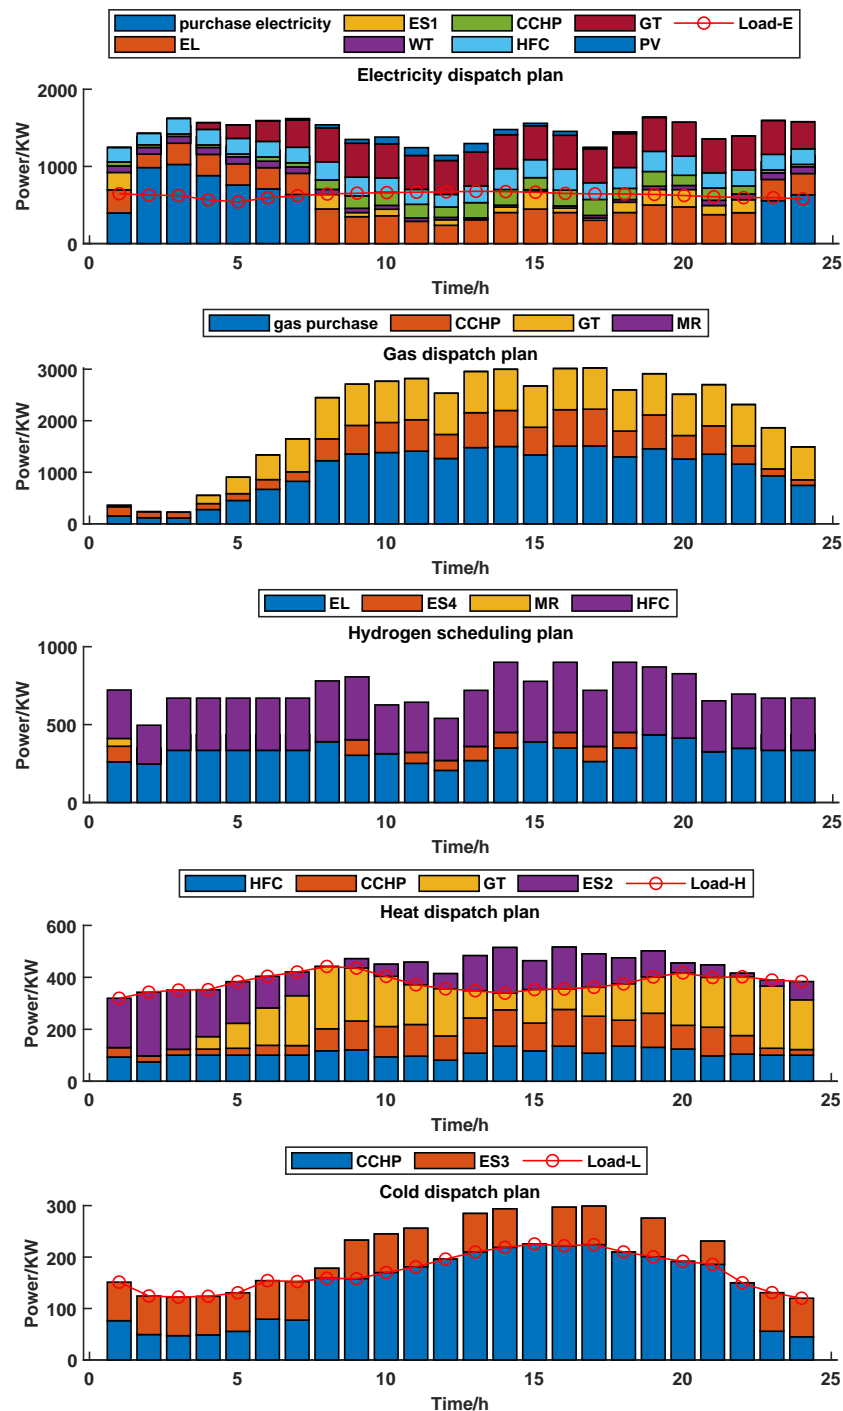 purchase electricity ES1 CCHP GT Load-E
EL WT HFC PV
Electricity dispatch plan
2000
1000
0
Power/KW
0 5 10 15 20 25
Time/h
gas purchase CCHP GT MR
Gas dispatch plan
3000
2000
1000
0
Power/KW
0 5 10 15 20 25
Time/h
EL ES4 MR HFC
Hydrogen scheduling plan
1000
500
0
Power/KW
0 5 10 15 20 25
Time/h
HFC CCHP GT ES2 Load-H
Heat dispatch plan
600
400
200
0
Power/KW
0 5 10 15 20 25
Time/h
CCHP ES3 Load-L
Cold dispatch plan
300
200
100
0
Power/KW
0 5 10 15 20 25
Time/h